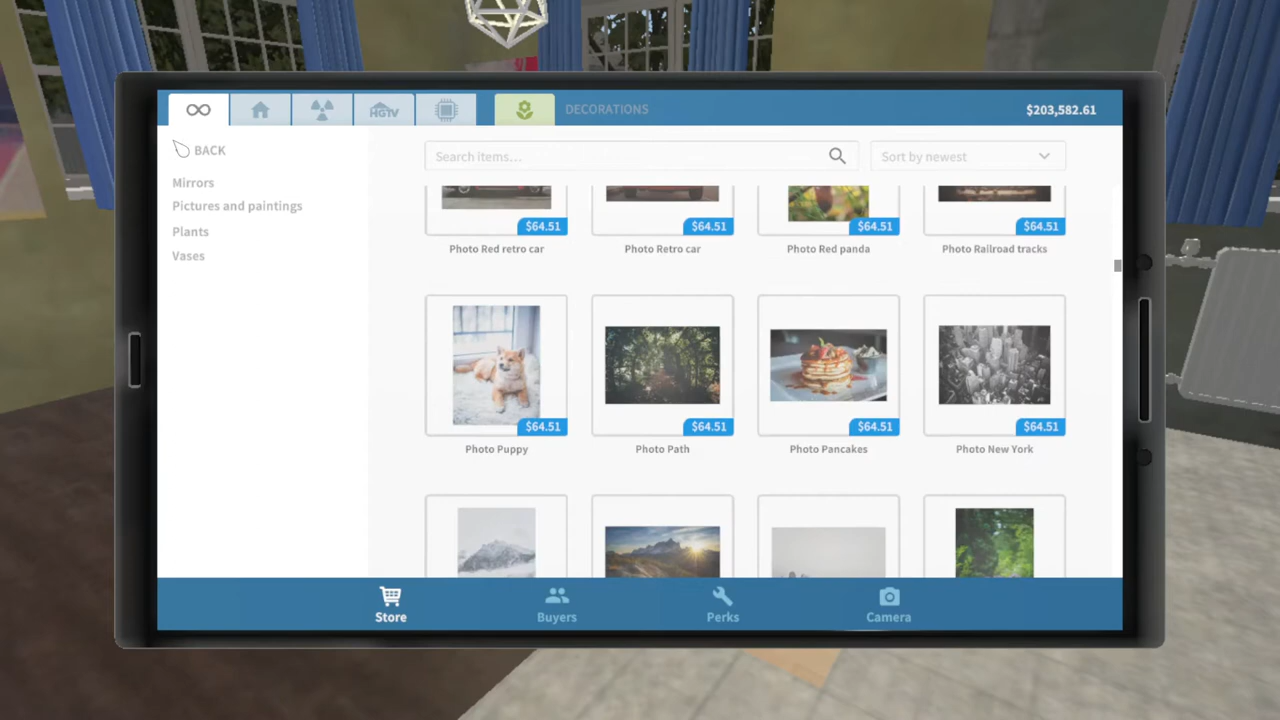 HGTV
DECORATIONS
$203,582.61
BACK
Search items...
Sort by newest
Mirrors
Pictures and paintings
Plants
Vases
$64.51
$64.51
$64.51
$64.51
Photo Red retro car
Photo Retro car
Photo Red panda
Photo Railroad tracks
$64.51
$64.51
$64.51
$64.51
Photo Puppy
Photo Path
Photo Pancakes
Photo New York
Store
Buyers
Perks
Camera